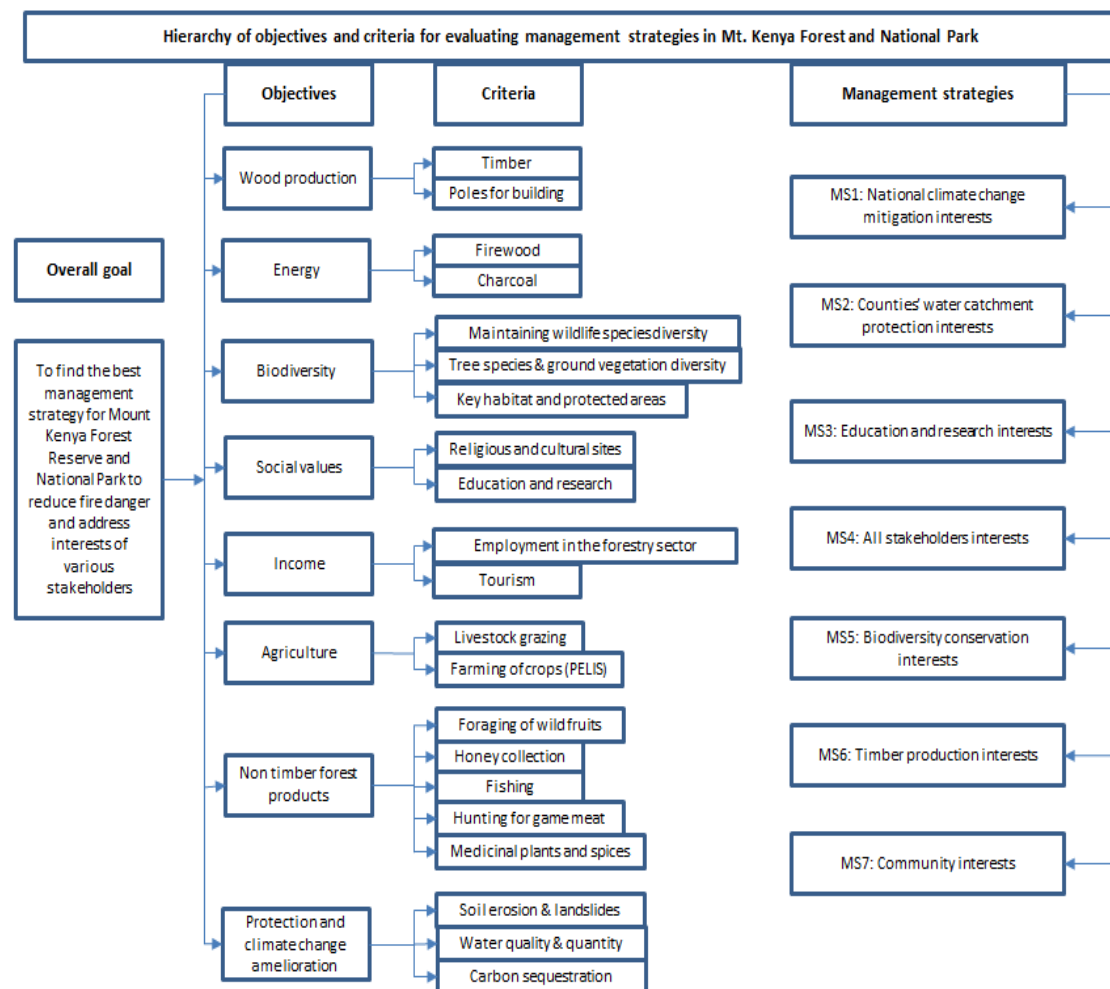 Hierarchy of objectives and criteria for evaluating management strategies in Mt. Kenya Forest and National Park
Overall goal
To find the best
management
strategy for Mount
Kenya Forest
Reserve and
National Park to
reduce fire danger
and address
interests of
various
stakeholders
Objectives
Criteria
Wood production
Timber
Poles for building
Energy
Firewood
Charcoal
Biodiversity
Maintaining wildlife species diversity
Tree species & ground vegetation diversity
Key habitat and protected areas
Social values
Religious and cultural sites
Education and research
Income
Employment in the forestry sector
Tourism
Agriculture
Livestock grazing
Farming of crops (PELIS)
Non timber forest
products
Foraging of wild fruits
Honey collection
Fishing
Hunting for game meat
Medicinal plants and spices
Protection and
climate change
amelioration
Soil erosion & landslides
Water quality & quantity
Carbon sequestration
Management strategies
MS1: National climate change
mitigation interests
MS2: Counties' water catchment
protection interests
MS3: Education and research interests
MS4: All stakeholders interests
MS5: Biodiversity conservation
interests
MS6: Timber production interests
MS7: Community interests